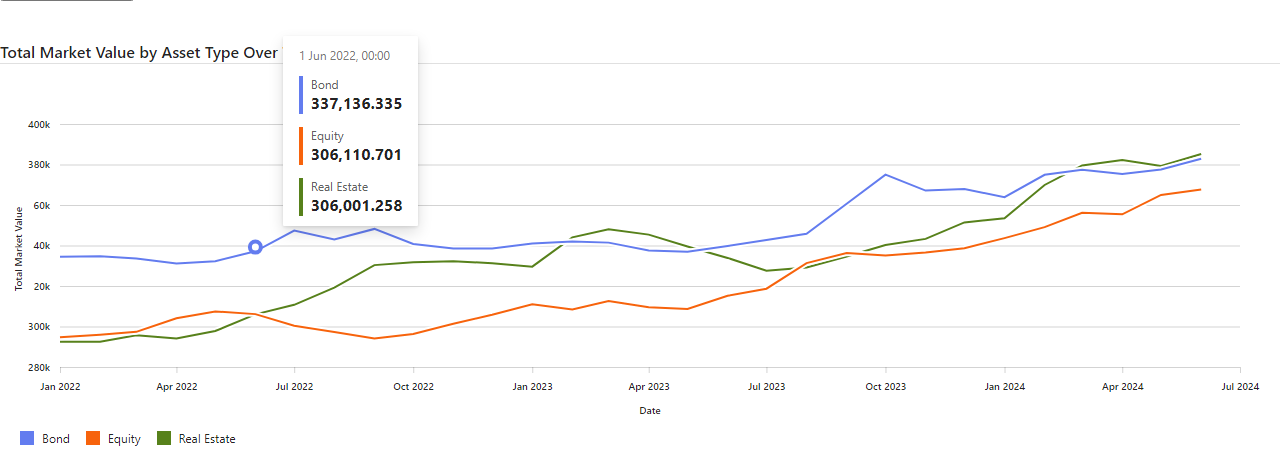 Total Market Value by Asset Type Over
1 Jun 2022, 00:00
Bond
337,136.335
Equity
306,110.701
Real Estate
306,001.258
Total Market Value
400k
380k
60k
40k
20k
300k
280k
Jan 2022 Apr 2022 Jul 2022 Oct 2022 Jan 2023 Apr 2023 Jul 2023 Oct 2023 Jan 2024 Apr 2024 Jul 2024
Date
Bond Equity Real Estate